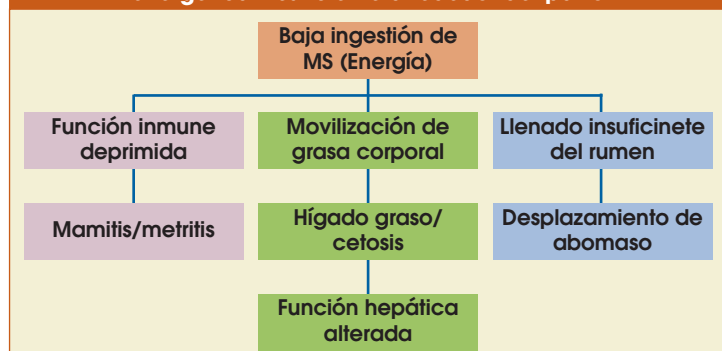 Baja ingestión de
MS (Energía)
Función inmune
deprimida
Movilización de
grasa corporal
Llenado insuficinete
del rumen
Mamitis/metritis
Hígado graso/
cetosis
Desplazamiento de
abomaso
Función hepática
alterada